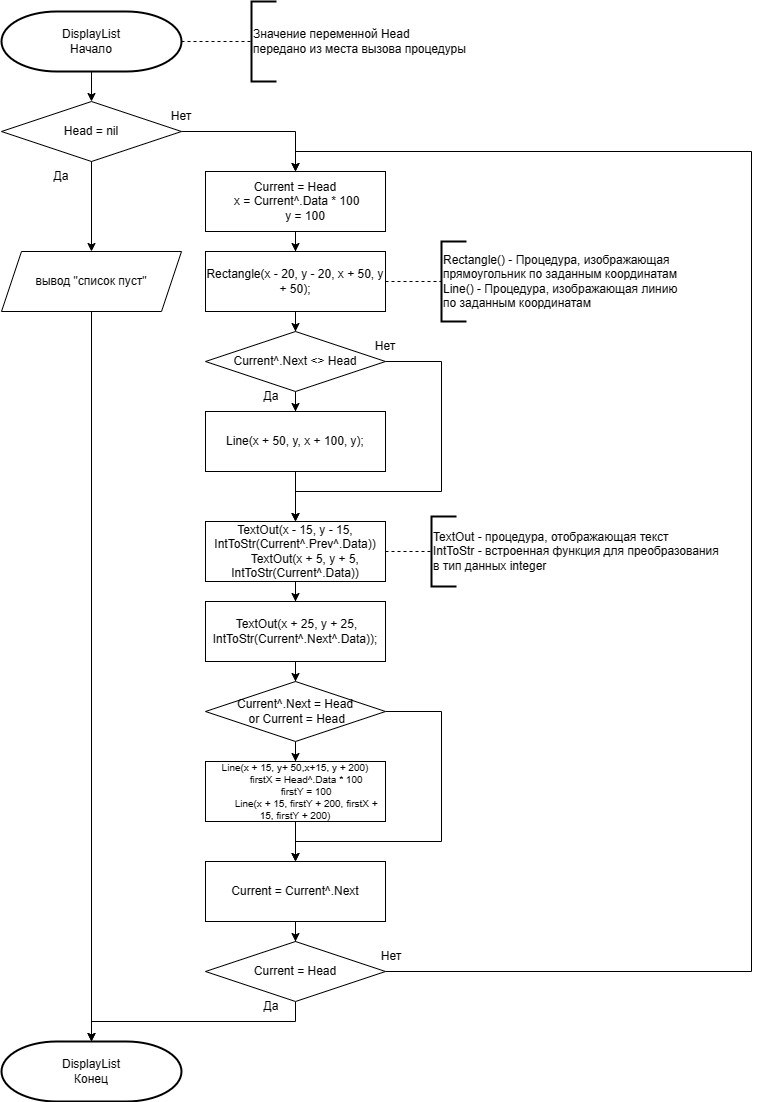 DisplayList
Начало
Значение переменной Head
передано из места вызова процедуры
Head = nil
Нет
Да
Current = Head
x = Current^.Data * 100
y = 100
вывод "список пуст"
Rectangle(x - 20, y - 20, x + 50, y
+ 50);
Rectangle() - Процедура, изображающая
прямоугольник по заданным координатам
Line() - Процедура, изображающая линию
по заданным координатам
Current^.Next <> Head
Нет
Да
Line(x + 50, y, x + 100, y);
TextOut(x - 15, y - 15,
IntToStr(Current^.Prev^.Data))
TextOut(x + 5, y + 5,
IntToStr(Current^.Data))
TextOut - процедура, отображающая текст
IntToStr - встроенная функция для преобразования
в тип данных integer
TextOut(x + 25, y + 25,
IntToStr(Current^.Next^.Data));
Current^.Next = Head
or Current = Head
Line(x + 15, y+ 50,x+15, y + 200)
firstX = Head^.Data * 100
firstY = 100
Line(x + 15, firstY + 200, firstX +
15, firstY + 200)
Current = Current^.Next
Current = Head
Нет
Да
DisplayList
Конец